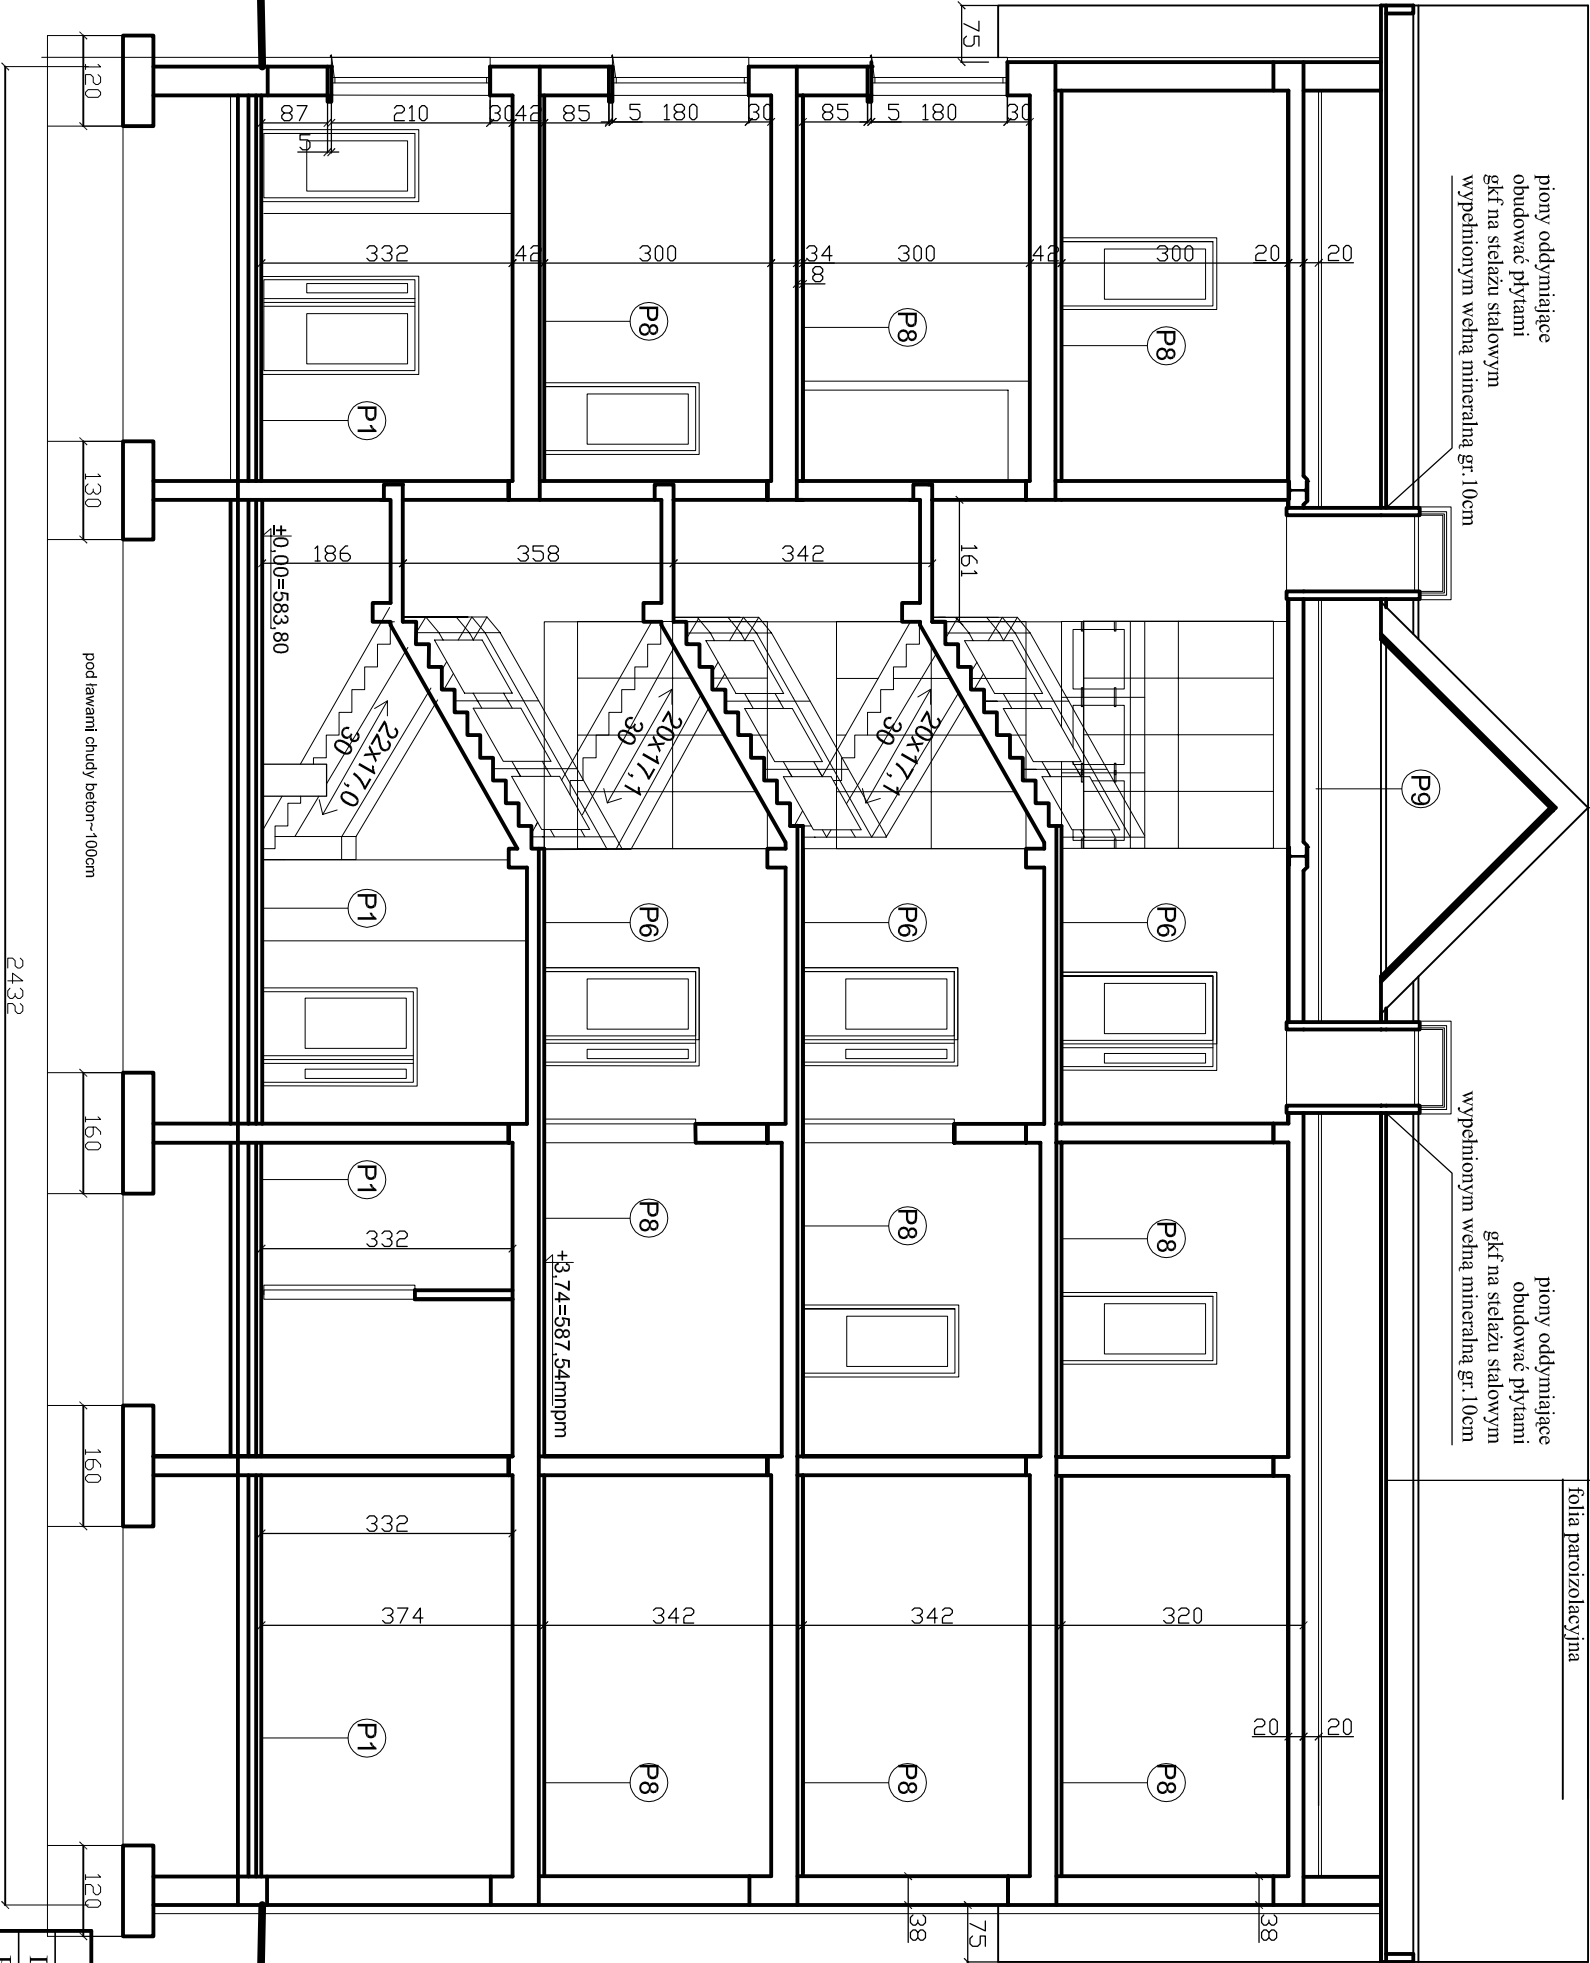 piony oddymiające
obudować płytami
gkf na stelażu stalowym
wypełnionym wełną mineralną gr.10cm
piony oddymiające
obudować płytami
gkf na stelażu stalowym
wypełnionym wełną mineralną gr.10cm
folia paroizolacyjna
P9
75
75
20
20
20
20
300
320
38
38
P8
P6
P8
P8
161
30
180
5
85
34
8
300
42
342
342
P8
P6
P8
P8
20x17,1
30
30
180
5
85
42
300
358
342
P8
P6
P8
P8
20x17,1
30
+3,74=587,54mnpm
30
42
210
87
5
332
42
186
332
332
374
P1
P1
P1
P1
22x17,0
30
±0,00=583,80
pod ławami chudy beton~100cm
120
130
160
160
120
2432